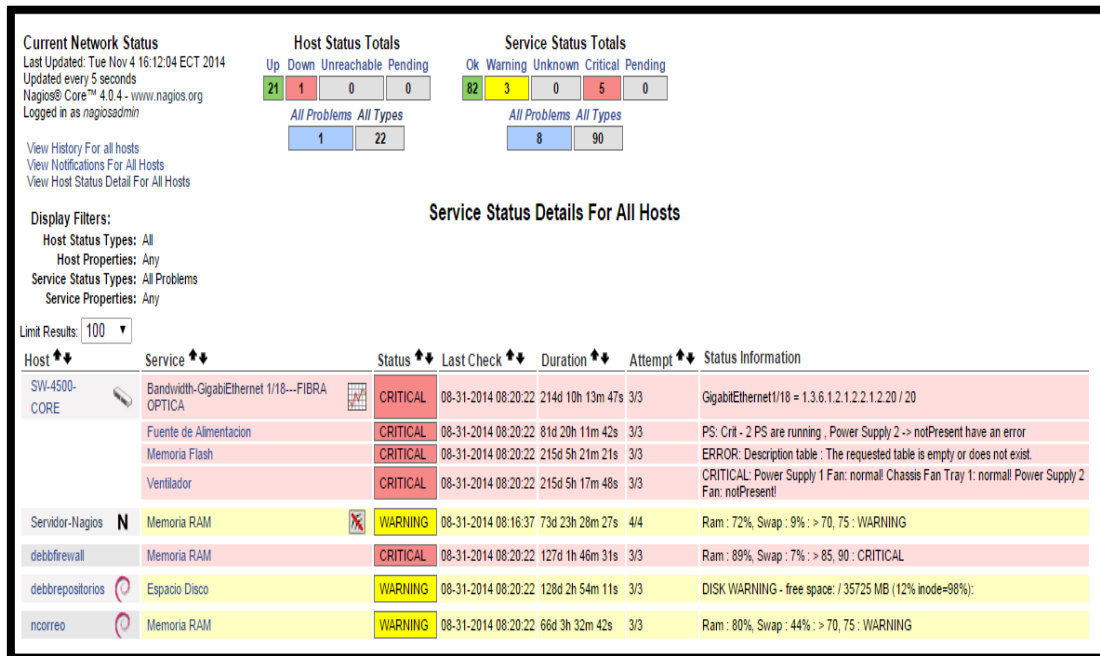 Current Network Status
Last Updated: Tue Nov 4 16:12:04 ECT 2014
Updated every 5 seconds
Nagios® Core™ 4.0.4 - www.nagios.org
Logged in as nagiosadmin
View History For all hosts
View Notifications For All Hosts
View Host Status Detail For All Hosts
Host Status Totals
Up Down Unreachable Pending
21 1 0 0
All Problems All Types
1 22
Service Status Totals
Ok Warning Unknown Critical Pending
82 3 0 5 0
All Problems All Types
8 90
Display Filters:
Host Status Types: All
Host Properties: Any
Service Status Types: All Problems
Service Properties: Any
Service Status Details For All Hosts
Limit Results: 100
Host Service Status Last Check Duration Attempt Status Information
SW-4500-
CORE
Bandwidth-GigabiEthernet 1/18---FIBRA
OPTICA
CRITICAL 08-31-2014 08:20:22 214d 10h 13m 47s 3/3 GigabitEthernet1/18 = 1.3.6.1.2.1.2.2.1.2.20 / 20
Fuente de Alimentacion CRITICAL 08-31-2014 08:20:22 81d 20h 11m 42s 3/3 PS: Crit - 2 PS are running , Power Supply 2 -> notPresent have an error
Memoria Flash CRITICAL 08-31-2014 08:20:22 215d 5h 21m 21s 3/3 ERROR: Description table : The requested table is empty or does not exist.
Ventilador CRITICAL 08-31-2014 08:20:22 215d 5h 17m 48s 3/3 CRITICAL: Power Supply 1 Fan: normal! Chassis Fan Tray 1: normal! Power Supply 2
Fan: notPresent!
Servidor-Nagios N Memoria RAM WARNING 08-31-2014 08:16:37 73d 23h 28m 27s 4/4 Ram : 72%, Swap : 9% : > 70, 75 : WARNING
debbfirewall Memoria RAM CRITICAL 08-31-2014 08:20:22 127d 1h 46m 31s 3/3 Ram : 89%, Swap : 7% : > 85, 90 : CRITICAL
debbrepositorios Espacio Disco WARNING 08-31-2014 08:20:22 128d 2h 54m 11s 3/3 DISK WARNING - free space: / 35725 MB (12% inode=98%):
ncorreo Memoria RAM WARNING 08-31-2014 08:20:22 66d 3h 32m 42s 3/3 Ram : 80%, Swap : 44% : > 70, 75 : WARNING